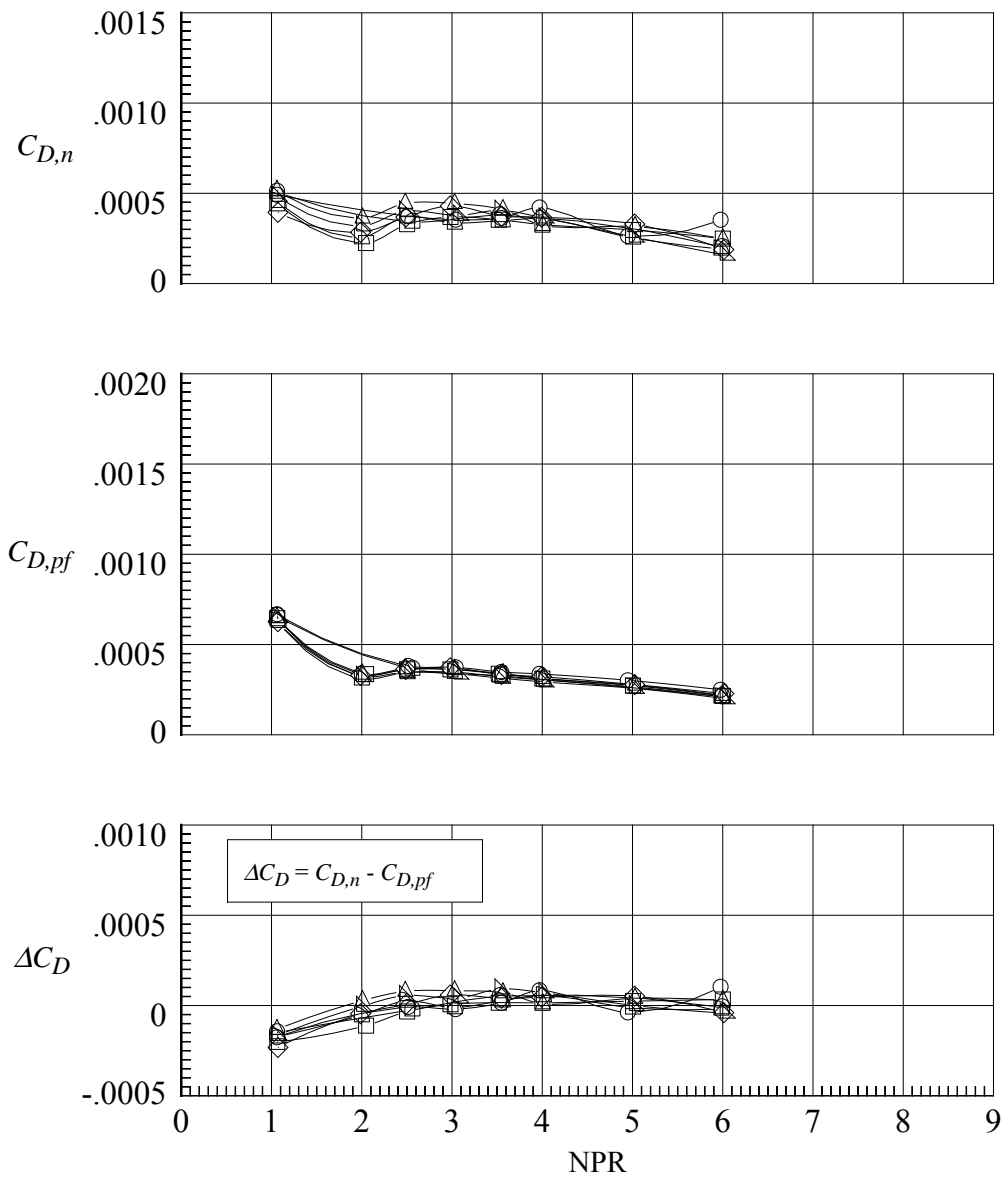 .0015
.0010
C_{D,n}
.0005
0
.0020
.0015
.0010
C_{D,pf}
.0005
0
.0010
ΔC_D = C_{D,n} - C_{D,pf}
.0005
ΔC_D
0
-.0005
0 1 2 3 4 5 6 7 8 9
NPR